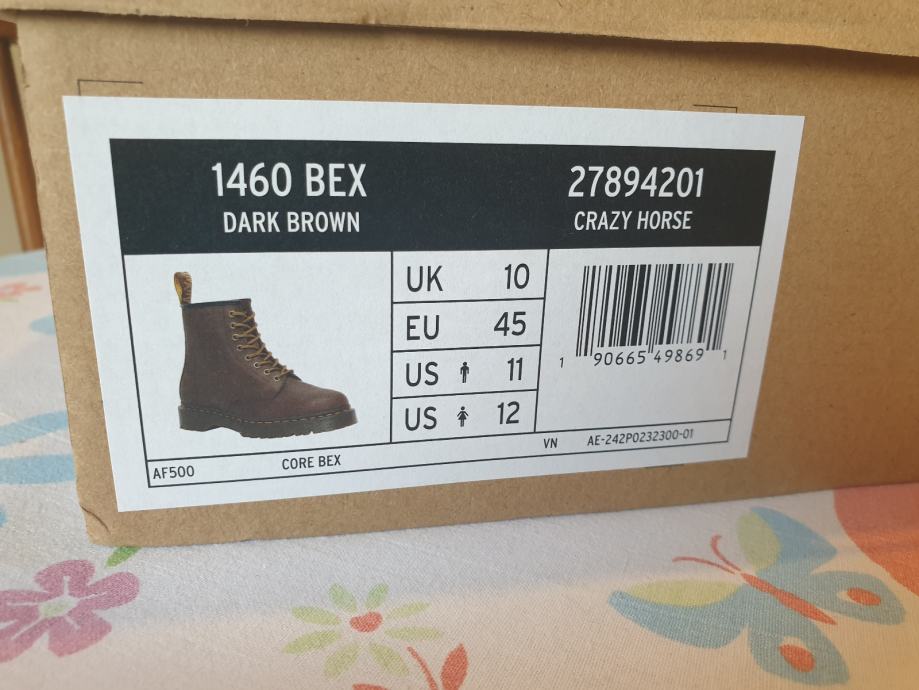 1460 BEX
DARK BROWN
27894201
CRAZY HORSE
UK 10
EU 45
US 11
US 12
1 90665 49869 1
AF500
CORE BEX
VN
AE-242P0232300-01